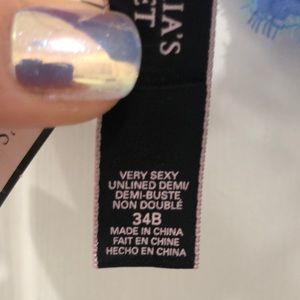 IA'S
ET
VERY SEXY
UNLINED DEMI/
DEMI-BUSTE
NON DOUBLÉ
34B
MADE IN CHINA
FAIT EN CHINE
HECHO EN CHINA